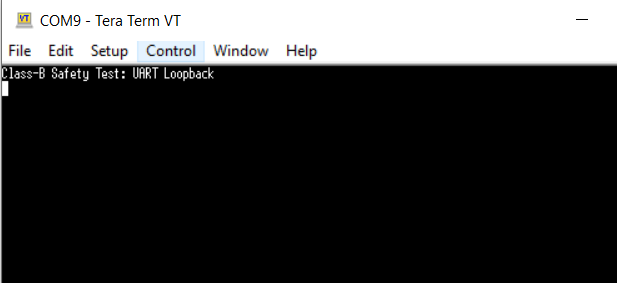 VT COM9 - Tera Term VT
File Edit Setup Control Window Help
Class-B Safety Test: UART Loopback